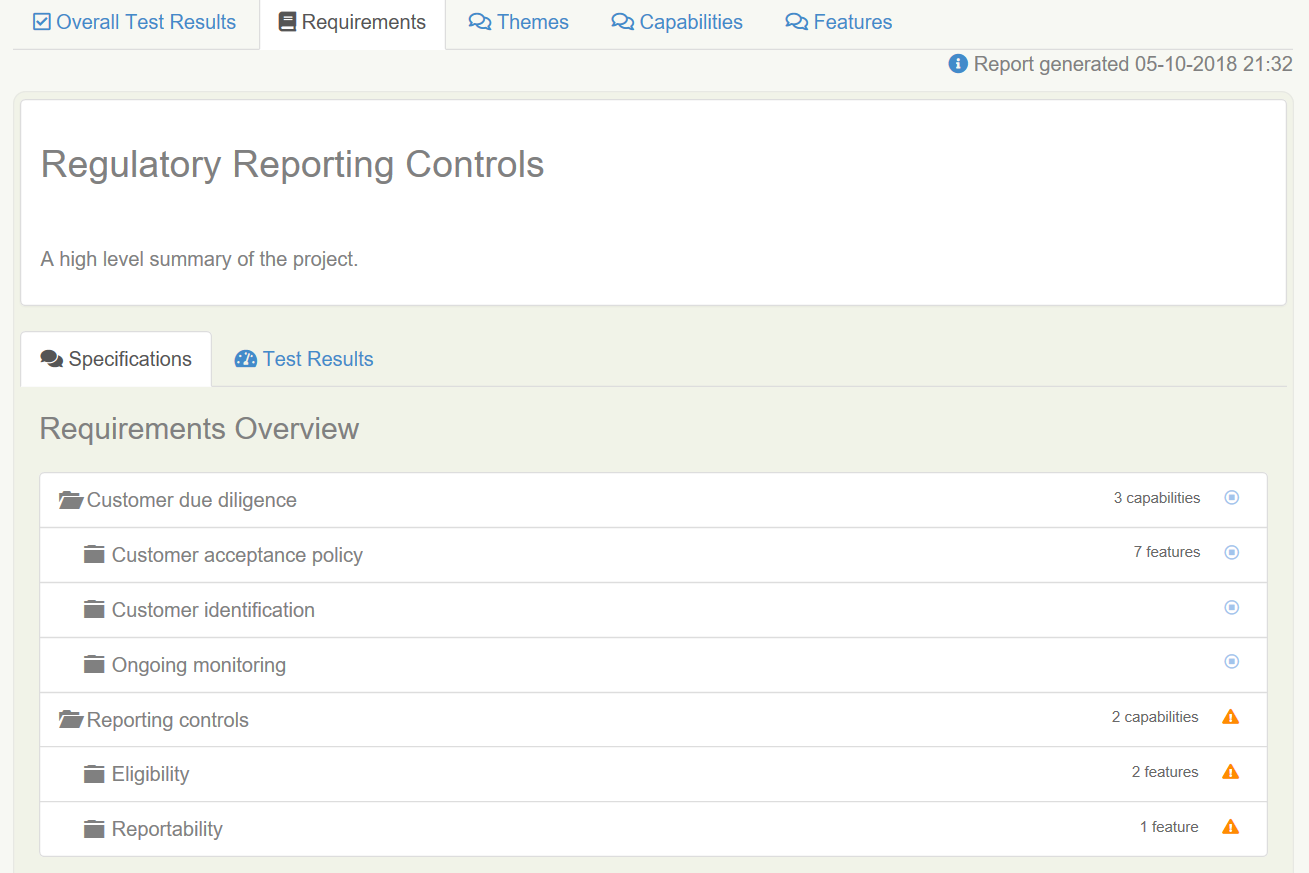 Overall Test Results Requirements Themes Capabilities Features
Report generated 05-10-2018 21:32
Regulatory Reporting Controls
A high level summary of the project.
Specifications Test Results
Requirements Overview
Customer due diligence 3 capabilities
Customer acceptance policy 7 features
Customer identification
Ongoing monitoring
Reporting controls 2 capabilities
Eligibility 2 features
Reportability 1 feature